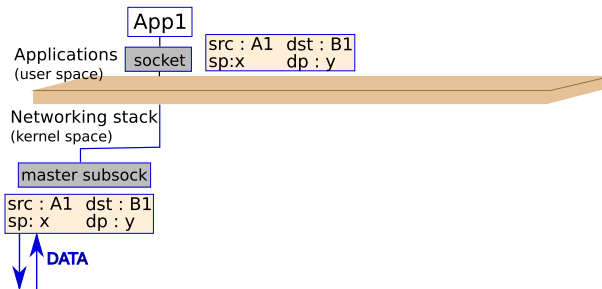 App1
Applications
(user space)
socket
src : A1 dst : B1
sp:x dp : y
Networking stack
(kernel space)
master subsock
src : A1 dst : B1
sp: x dp : y
DATA